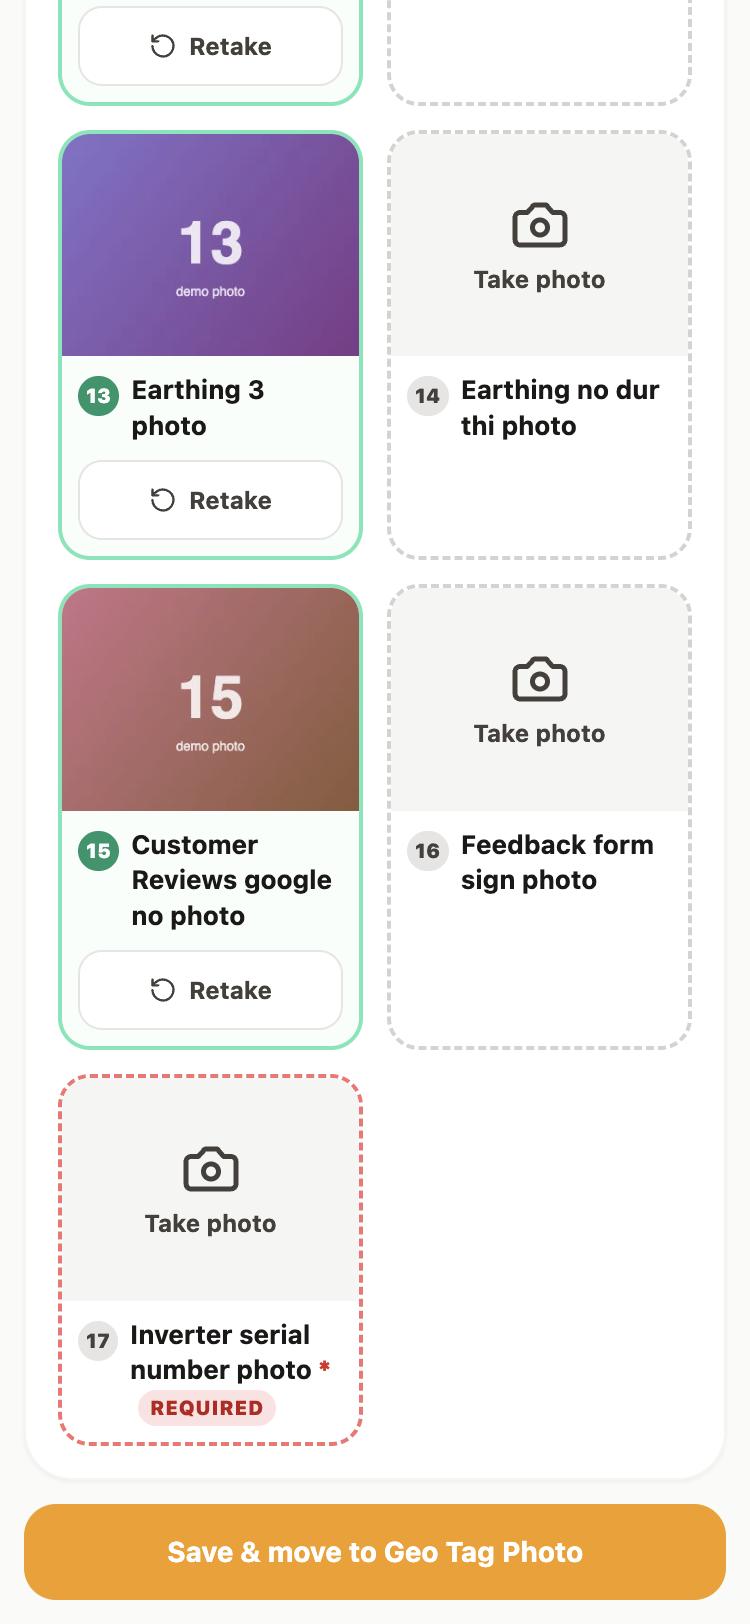 Retake
13
demo photo
Take photo
13 Earthing 3
photo
14 Earthing no dur
thi photo
Retake
15
demo photo
Take photo
15 Customer
Reviews google
no photo
16 Feedback form
sign photo
Retake
Take photo
17 Inverter serial
number photo *
REQUIRED
Save & move to Geo Tag Photo